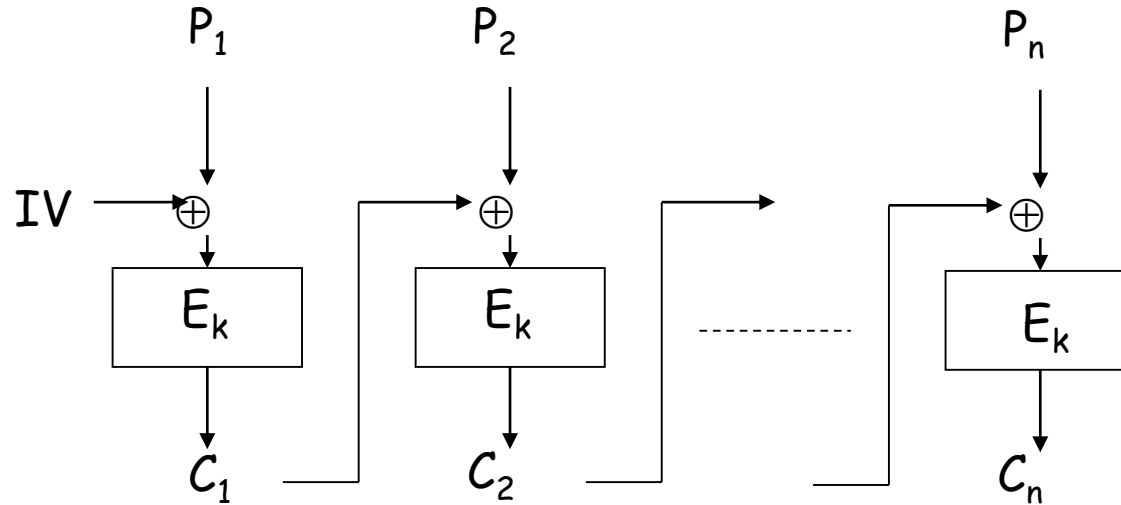 P₁ P₂ Pₙ
IV
Eₖ Eₖ Eₖ
C₁ C₂ Cₙ